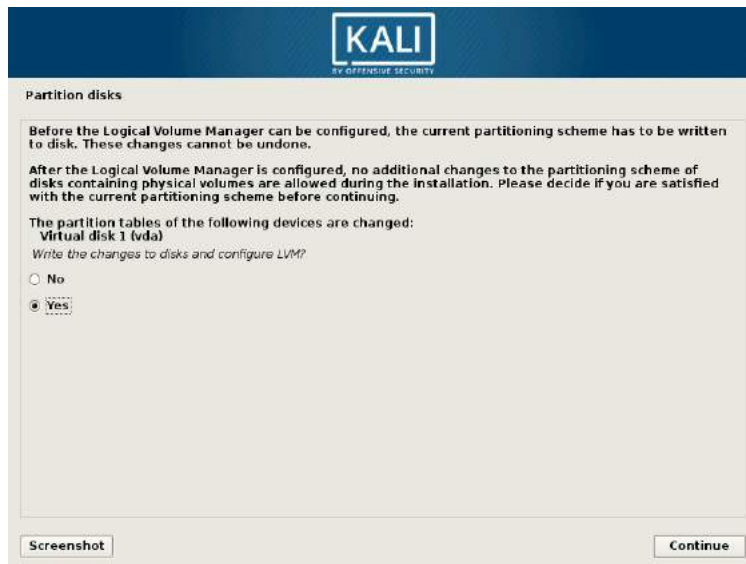 KALI
BY OFFENSIVE SECURITY
Partition disks
Before the Logical Volume Manager can be configured, the current partitioning scheme has to be written
to disk. These changes cannot be undone.
After the Logical Volume Manager is configured, no additional changes to the partitioning scheme of
disks containing physical volumes are allowed during the installation. Please decide if you are satisfied
with the current partitioning scheme before continuing.
The partition tables of the following devices are changed:
Virtual disk 1 (vda)
Write the changes to disks and configure LVM?
No
Yes
Screenshot
Continue